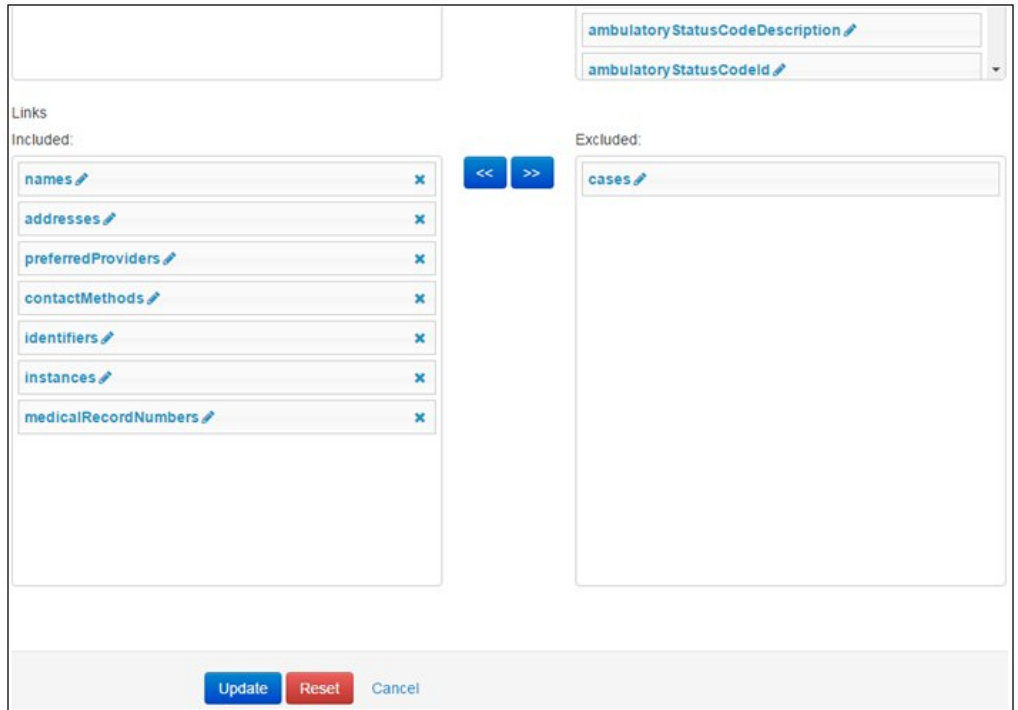 ambulatoryStatusCodeDescription
ambulatoryStatusCodeId
Links
Included:
Excluded:
names
<< >>
cases
addresses
preferredProviders
contactMethods
identifiers
instances
medicalRecordNumbers
Update Reset Cancel